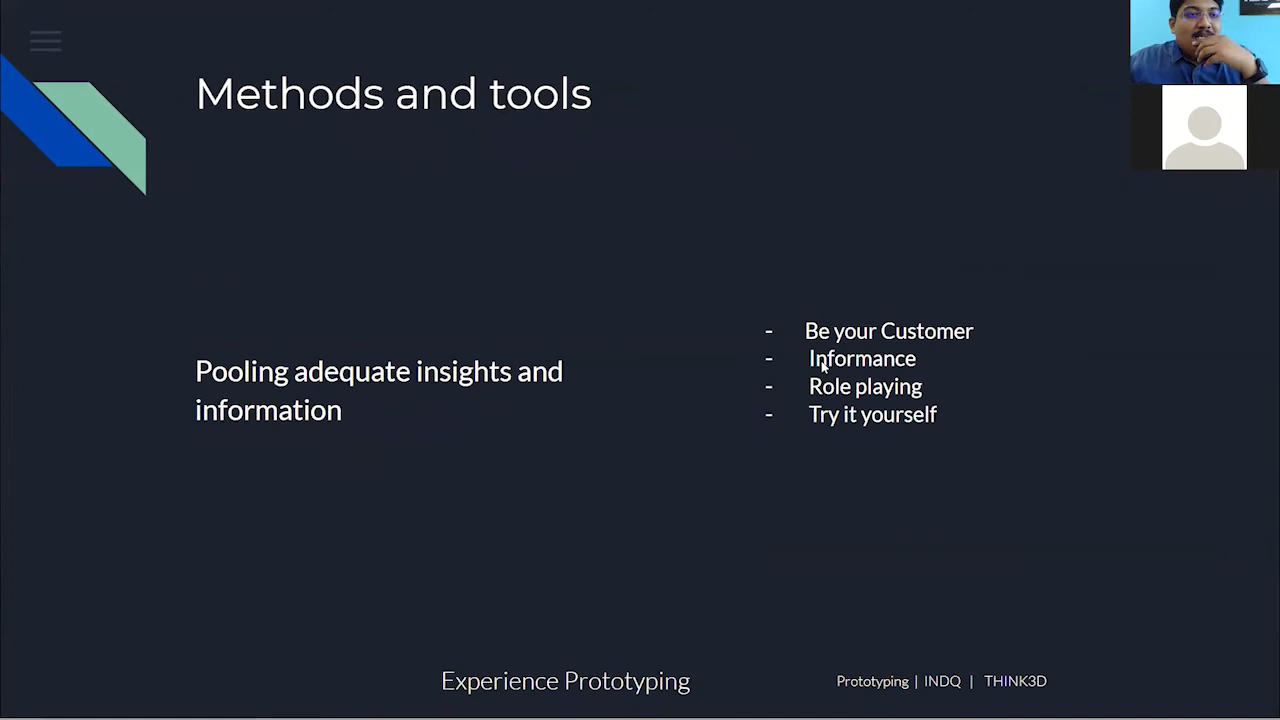 Methods and tools
Pooling adequate insights and
information
- Be your Customer
- Informance
- Role playing
- Try it yourself
Experience Prototyping
Prototyping | INDQ | THINK3D